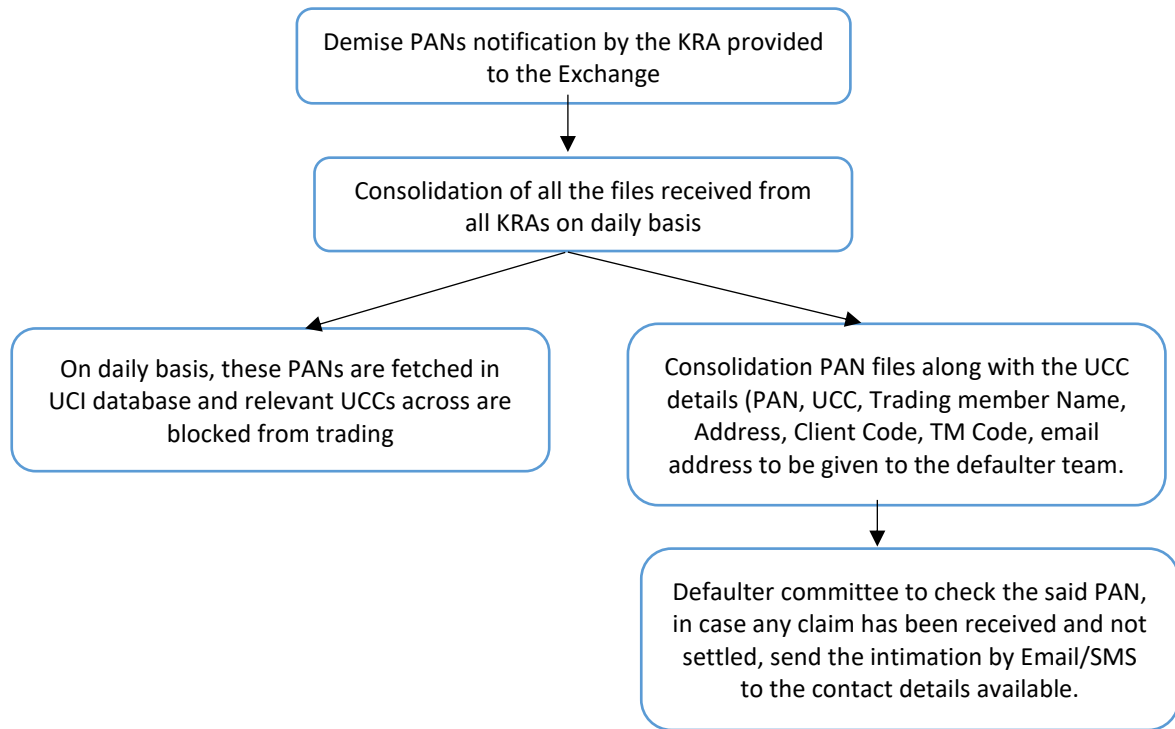 Demise PANs notification by the KRA provided
to the Exchange
Consolidation of all the files received from
all KRAs on daily basis
On daily basis, these PANs are fetched in
UCI database and relevant UCCs across are
blocked from trading
Consolidation PAN files along with the UCC
details (PAN, UCC, Trading member Name,
Address, Client Code, TM Code, email
address to be given to the defaulter team.
Defaulter committee to check the said PAN,
in case any claim has been received and not
settled, send the intimation by Email/SMS
to the contact details available.